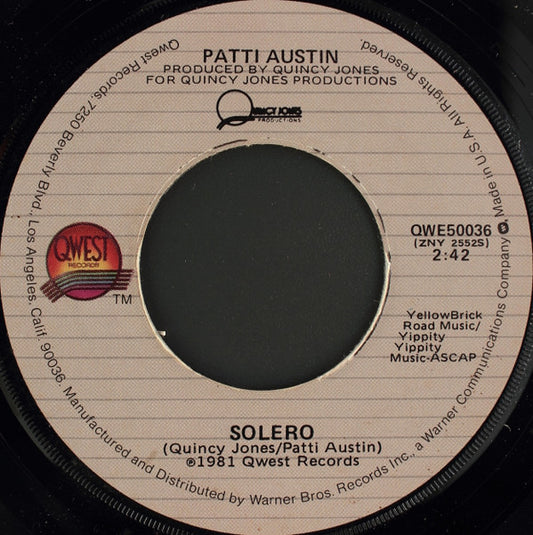 PATTI AUSTIN
PRODUCED BY QUINCY JONES
FOR QUINCY JONES PRODUCTIONS
QUINCY JONES
PRODUCTIONS
QWE50036
(ZNY 2552S)
2:42
QWEST
RECORDS
TM
YellowBrick
Road Music/
Yippity
Yippity
Music-ASCAP
SOLERO
(Quincy Jones/Patti Austin)
℗1981 Qwest Records
Qwest Records, 7250 Beverly Blvd., Los Angeles, Calif. 90036. Manufactured and Distributed by Warner Bros. Records Inc., a Warner Communications Company. Made in U.S.A. All Rights Reserved.